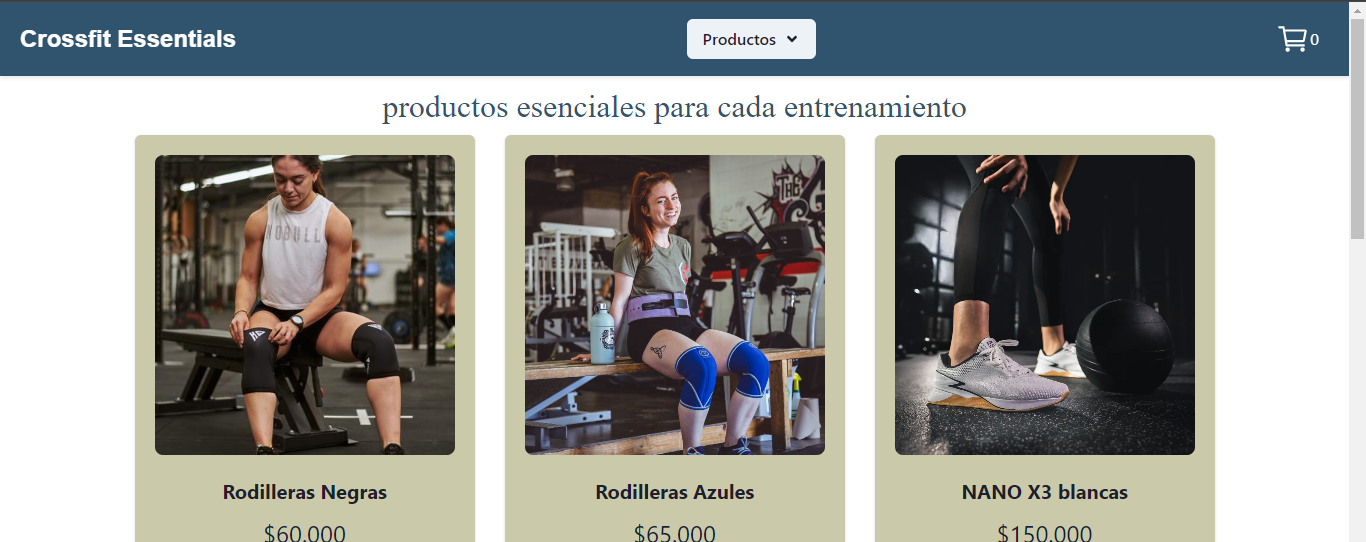 Crossfit Essentials
Productos
0
productos esenciales para cada entrenamiento
NOBULL
THE
Rodilleras Negras
Rodilleras Azules
NANO X3 blancas
$60.000
$65.000
$150.000